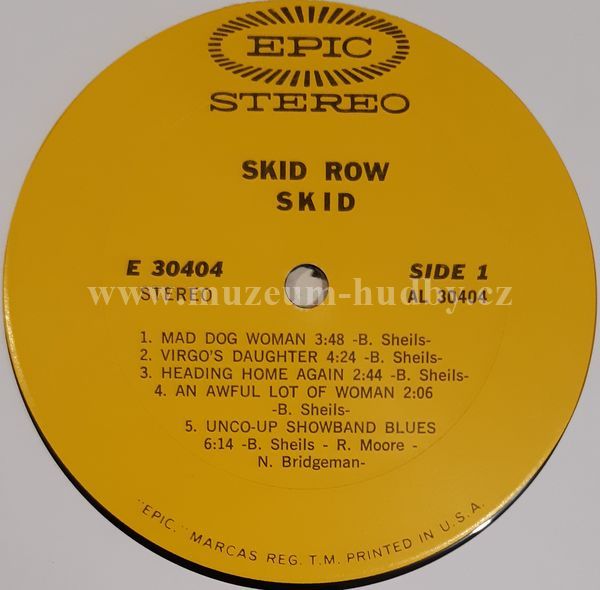 EPIC
STEREO
SKID ROW
SKID
E 30404 SIDE 1
STEREO AL 30404
www.muzeum-hudby.cz
1. MAD DOG WOMAN 3:48 -B. Sheils-
2. VIRGO'S DAUGHTER 4:24 -B. Sheils-
3. HEADING HOME AGAIN 2:44 -B. Sheils-
4. AN AWFUL LOT OF WOMAN 2:06
-B. Sheils-
5. UNCO-UP SHOWBAND BLUES
6:14 -B. Sheils - R. Moore -
N. Bridgeman-
"EPIC," MARCAS REG. T.M. PRINTED IN U.S.A.